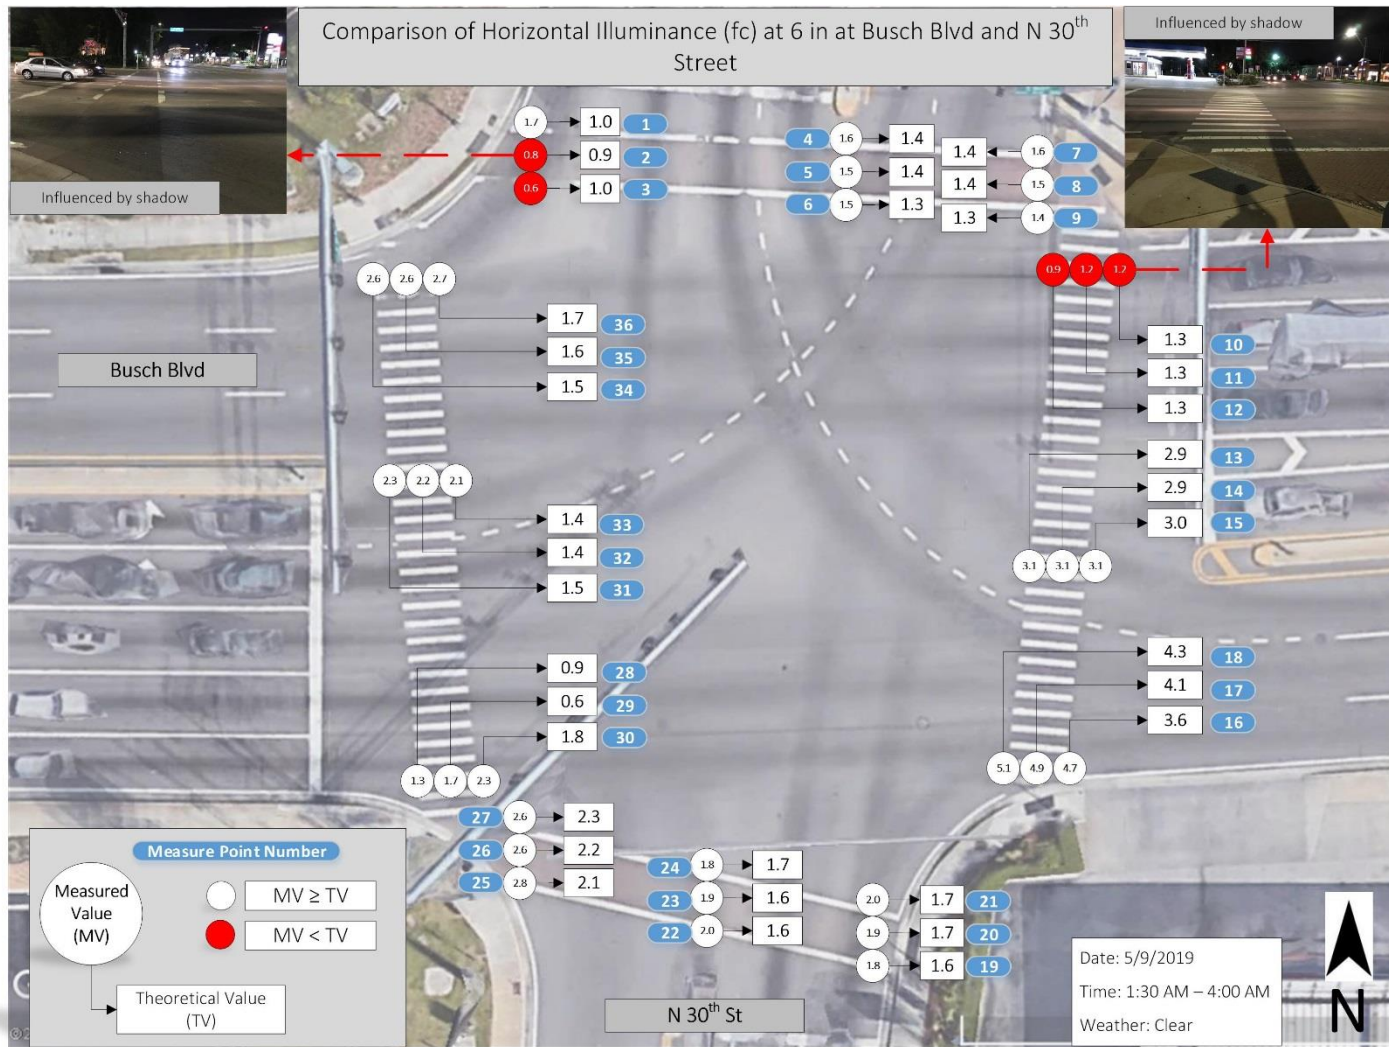 Comparison of Horizontal Illuminance (fc) at 6 in at Busch Blvd and N 30th
Street
Influenced by shadow
Influenced by shadow
1.7 1.0 1
0.8 0.9 2
0.6 1.0 3
4 1.6 1.4
5 1.5 1.4
6 1.5 1.3
1.4 1.6 7
1.4 1.5 8
1.3 1.4 9
2.6 2.6 2.7
1.7 36
1.6 35
1.5 34
Busch Blvd
0.9 1.2 1.2
1.3 10
1.3 11
1.3 12
2.9 13
2.9 14
3.0 15
3.1 3.1 3.1
2.3 2.2 2.1
1.4 33
1.4 32
1.5 31
0.9 28
0.6 29
1.8 30
1.3 1.7 2.3
4.3 18
4.1 17
3.6 16
5.1 4.9 4.7
27 2.6 2.3
26 2.6 2.2
25 2.8 2.1
24 1.8 1.7
23 1.9 1.6
22 2.0 1.6
2.0 1.7 21
1.9 1.7 20
1.8 1.6 19
Measure Point Number
Measured
Value
(MV)
MV ≥ TV
MV < TV
Theoretical Value
(TV)
N 30th St
Date: 5/9/2019
Time: 1:30 AM – 4:00 AM
Weather: Clear
N